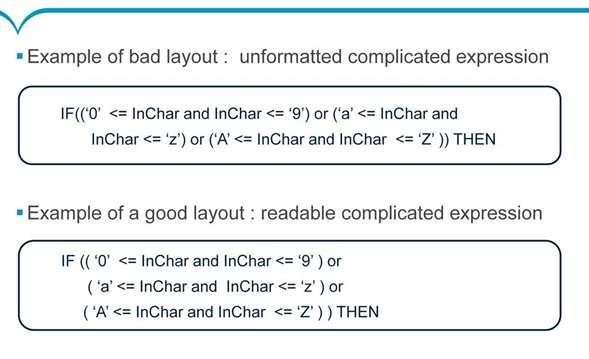 ▪ Example of bad layout : unformatted complicated expression
IF((‘0’ <= InChar and InChar <= ‘9’) or (‘a’ <= InChar and
InChar <= ‘z’) or (‘A’ <= InChar and InChar <= ‘Z’ )) THEN
▪ Example of a good layout : readable complicated expression
IF (( ‘0’ <= InChar and InChar <= ‘9’ ) or
( ‘a’ <= InChar and InChar <= ‘z’ ) or
( ‘A’ <= InChar and InChar <= ‘Z’ ) ) THEN